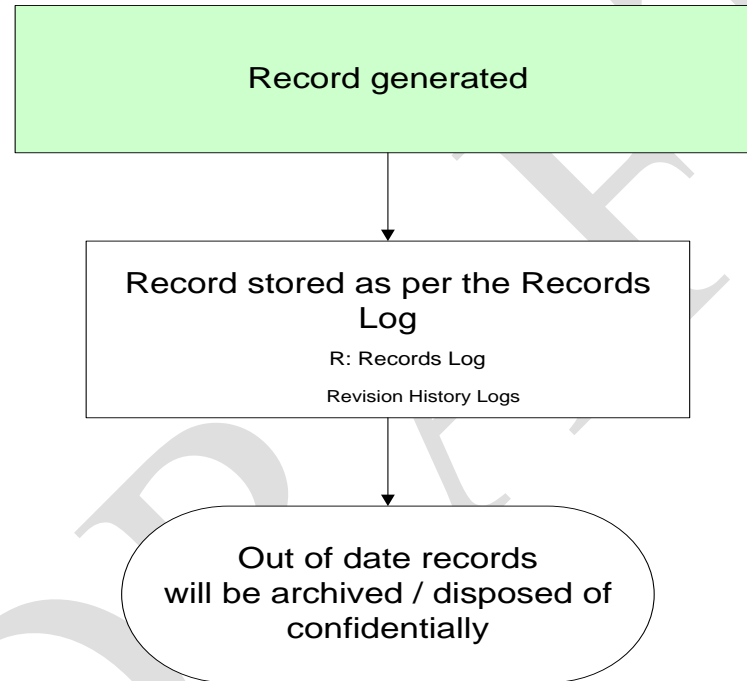 Record generated
Record stored as per the Records
Log
R: Records Log
Revision History Logs
Out of date records
will be archived / disposed of
confidentially